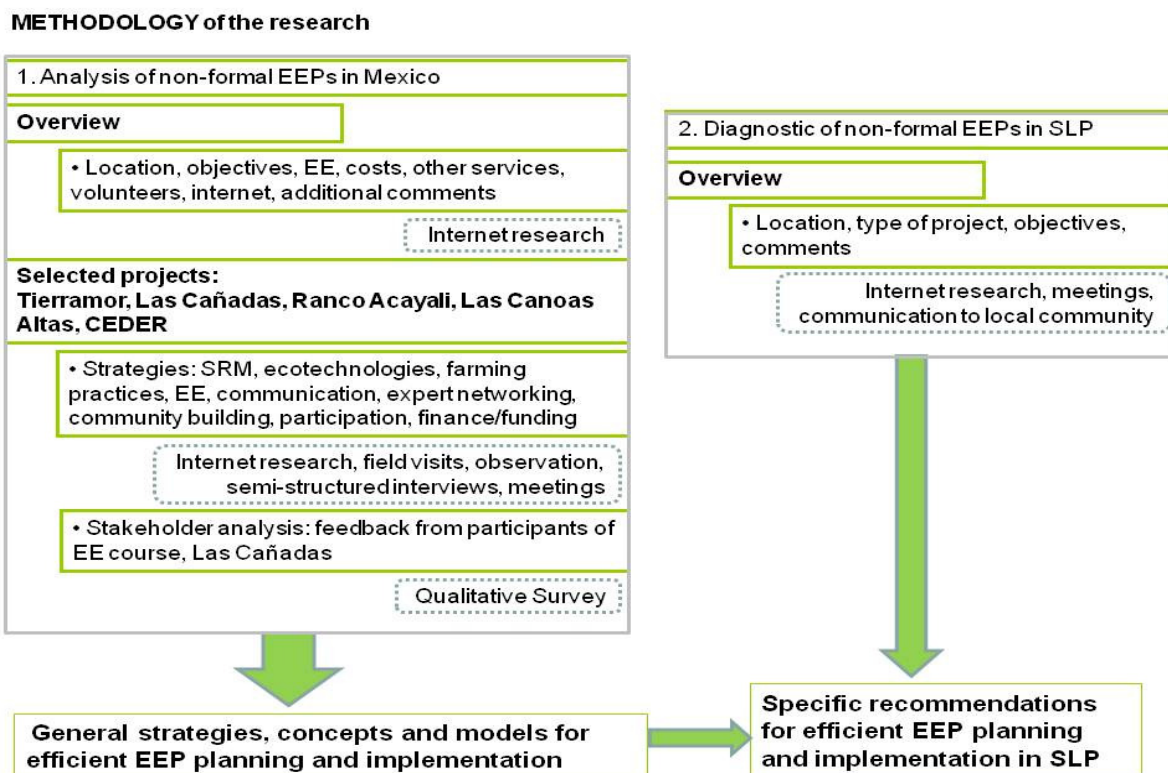 METHODOLOGY of the research
1. Analysis of non-formal EEPs in Mexico
Overview
• Location, objectives, EE, costs, other services,
volunteers, internet, additional comments
Internet research
Selected projects:
Tierramor, Las Cañadas, Ranco Acayali, Las Canoas
Altas, CEDER
• Strategies: SRM, ecotechnologies, farming
practices, EE, communication, expert networking,
community building, participation, finance/funding
Internet research, field visits, observation,
semi-structured interviews, meetings
• Stakeholder analysis: feedback from participants of
EE course, Las Cañadas
Qualitative Survey
2. Diagnostic of non-formal EEPs in SLP
Overview
• Location, type of project, objectives,
comments
Internet research, meetings,
communication to local community
General strategies, concepts and models for
efficient EEP planning and implementation
Specific recommendations
for efficient EEP planning
and implementation in SLP